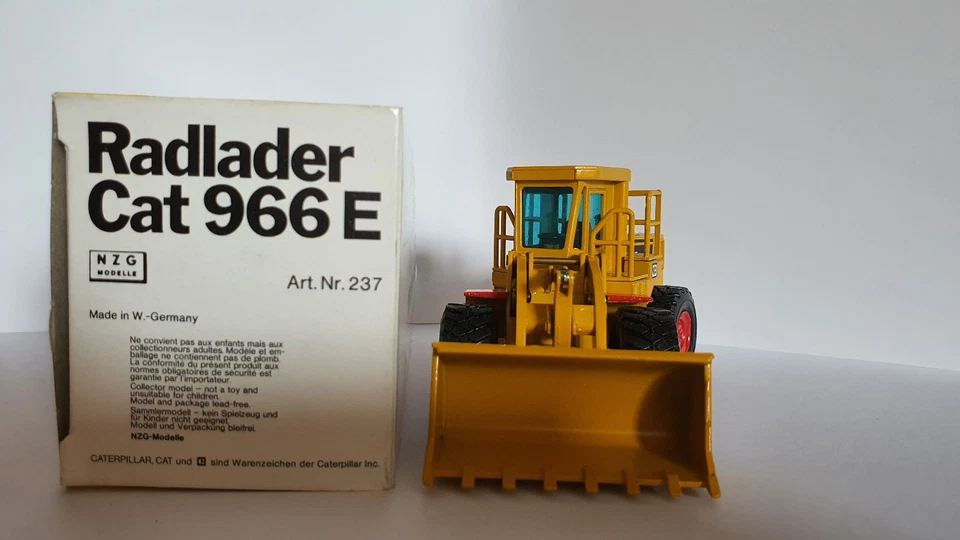 Radlader
Cat 966 E
NZG
MODELLE
Art. Nr. 237
Made in W.-Germany
Ne convient pas aux enfants mais aux
collectionneurs adultes. Modèle et em-
ballage ne contiennent pas de plomb.
La conformité du présent produit aux
normes obligatoires de sécurité est
garantie par l'importateur.
Collector model – not a toy and
unsuitable for children.
Model and package lead-free.
Sammlermodell – kein Spielzeug und
für Kinder nicht geeignet.
Modell und Verpackung bleifrei.
NZG-Modelle
CATERPILLAR, CAT und C sind Warenzeichen der Caterpillar Inc.